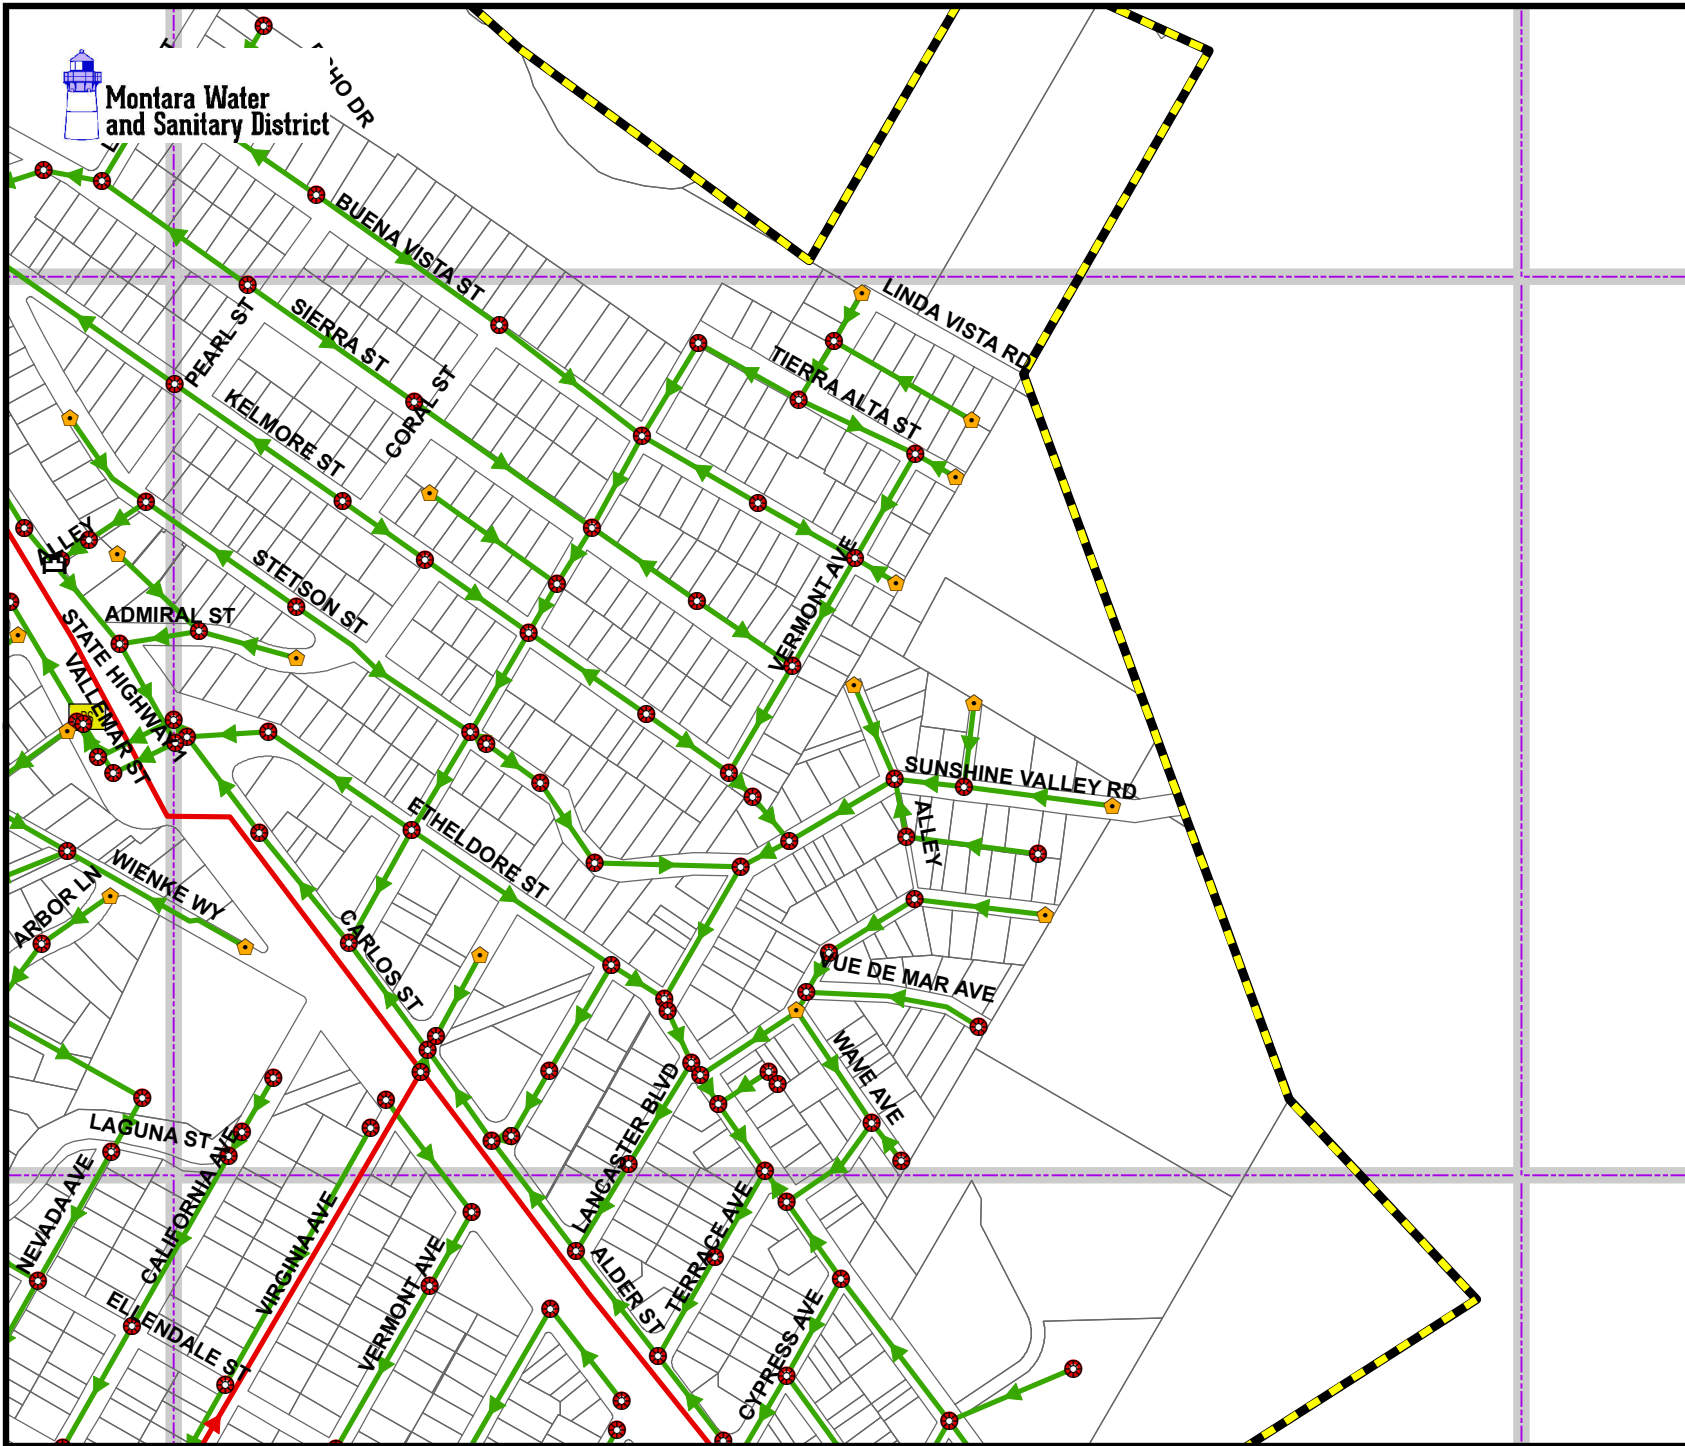 Montara Water
and Sanitary District
BUENA VISTA ST
LINDA VISTA RD
SIERRA ST
PEARL ST
TIERRA ALTA ST
CORAL ST
KELMORE ST
ALLEY
STETSON ST
VERMONT AVE
ADMIRAL ST
STATE HIGHWAY 1
VALLEMAR ST
SUNSHINE VALLEY RD
ALLEY
ETHELDORE ST
WIENKE WY
ARBOR LN
CARLOS ST
VUE DE MAR AVE
WAVE AVE
LANCASTER BLVD
LAGUNA ST
NEVADA AVE
CALIFORNIA AVE
VIRGINIA AVE
VERMONT AVE
ALDER ST
TERRACE AVE
CYPRESS AVE
ELLENDALE ST